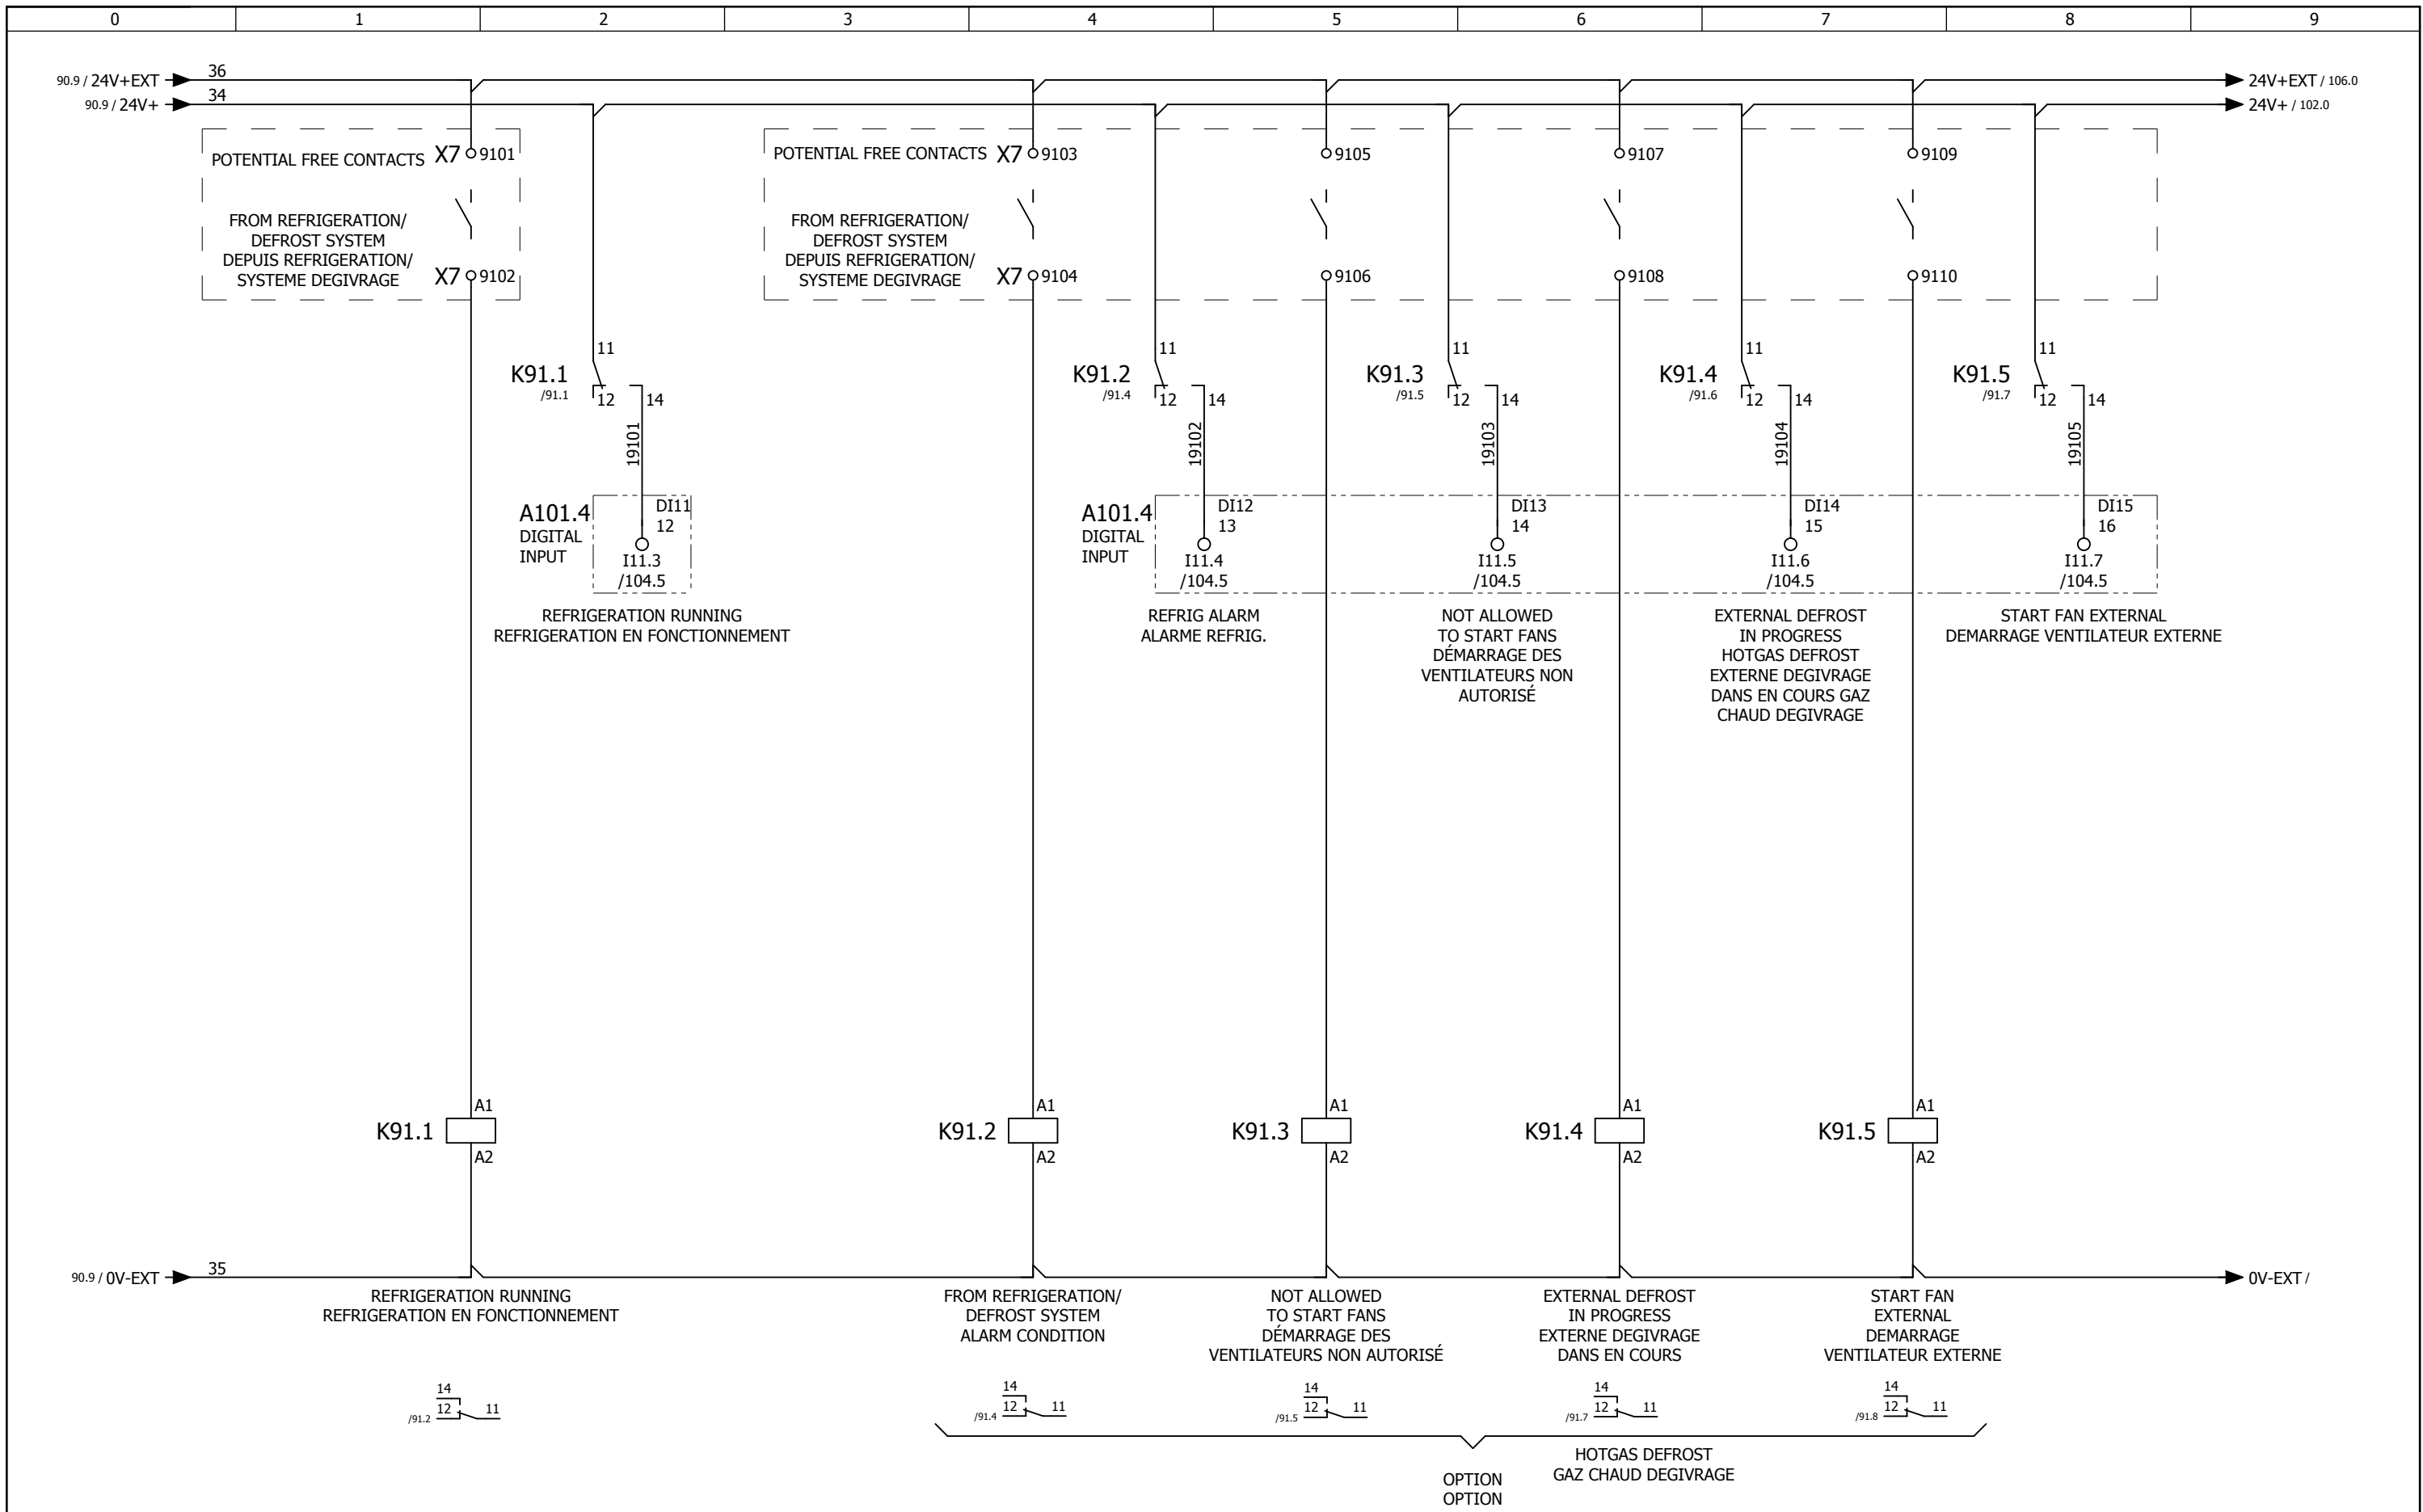 0 1 2 3 4 5 6 7 8 9
90.9 / 24V+EXT 36 24V+EXT / 106.0
90.9 / 24V+ 34 24V+ / 102.0
POTENTIAL FREE CONTACTS X7 9101
FROM REFRIGERATION/
DEFROST SYSTEM
DEPUIS REFRIGERATION/
SYSTEME DEGIVRAGE
X7 9102
POTENTIAL FREE CONTACTS X7 9103
FROM REFRIGERATION/
DEFROST SYSTEM
DEPUIS REFRIGERATION/
SYSTEME DEGIVRAGE
X7 9104
9105
9106
9107
9108
9109
9110
K91.1
/91.1
11
12
14
19101
A101.4
DIGITAL
INPUT
DI11
12
I11.3
/104.5
REFRIGERATION RUNNING
REFRIGERATION EN FONCTIONNEMENT
K91.2
/91.4
11
12
14
19102
A101.4
DIGITAL
INPUT
DI12
13
I11.4
/104.5
REFRIG ALARM
ALARME REFRIG.
K91.3
/91.5
11
12
14
19103
DI13
14
I11.5
/104.5
NOT ALLOWED
TO START FANS
DÉMARRAGE DES
VENTILATEURS NON
AUTORISÉ
K91.4
/91.6
11
12
14
19104
DI14
15
I11.6
/104.5
EXTERNAL DEFROST
IN PROGRESS
HOTGAS DEFROST
EXTERNE DEGIVRAGE
DANS EN COURS GAZ
CHAUD DEGIVRAGE
K91.5
/91.7
11
12
14
19105
DI15
16
I11.7
/104.5
START FAN EXTERNAL
DEMARRAGE VENTILATEUR EXTERNE
K91.1
A1
A2
K91.2
A1
A2
K91.3
A1
A2
K91.4
A1
A2
K91.5
A1
A2
90.9 / 0V-EXT 35 0V-EXT /
REFRIGERATION RUNNING
REFRIGERATION EN FONCTIONNEMENT
14
/91.2 12 11
FROM REFRIGERATION/
DEFROST SYSTEM
ALARM CONDITION
14
/91.4 12 11
NOT ALLOWED
TO START FANS
DÉMARRAGE DES
VENTILATEURS NON AUTORISÉ
14
/91.5 12 11
EXTERNAL DEFROST
IN PROGRESS
EXTERNE DEGIVRAGE
DANS EN COURS
14
/91.7 12 11
START FAN
EXTERNAL
DEMARRAGE
VENTILATEUR EXTERNE
14
/91.8 12 11
HOTGAS DEFROST
GAZ CHAUD DEGIVRAGE
OPTION
OPTION